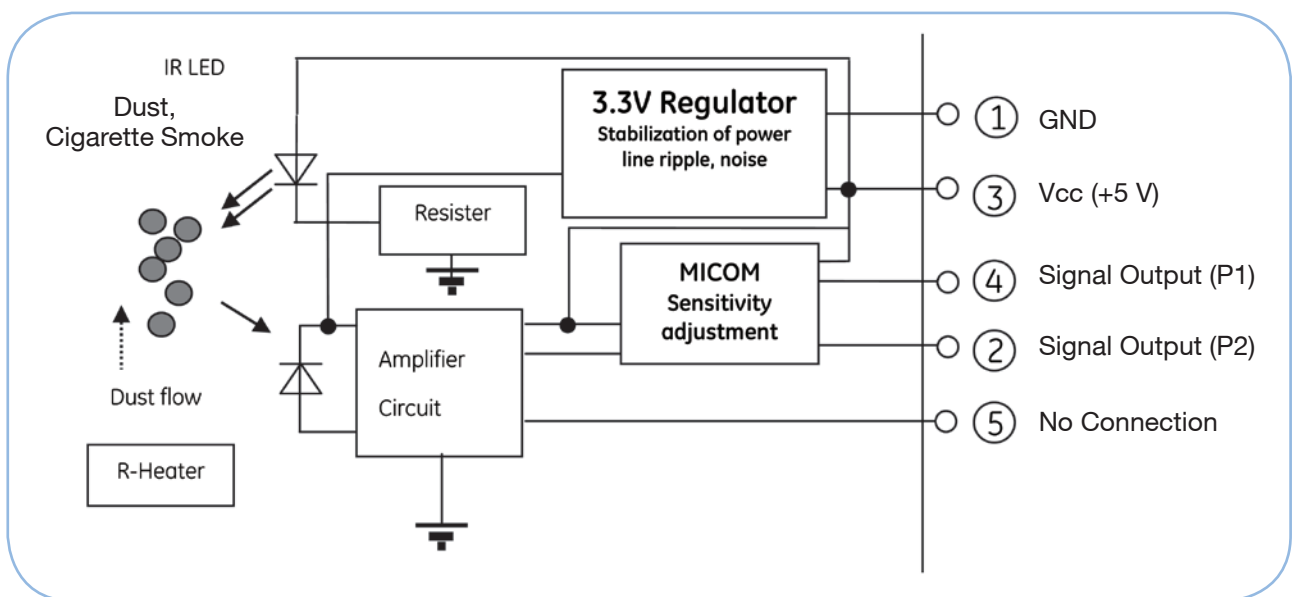 IR LED
Dust,
Cigarette Smoke
3.3V Regulator
Stabilization of power
line ripple, noise
1 GND
3 Vcc (+5 V)
Resister
MICOM
Sensitivity
adjustment
4 Signal Output (P1)
2 Signal Output (P2)
Amplifier
Circuit
Dust flow
5 No Connection
R-Heater